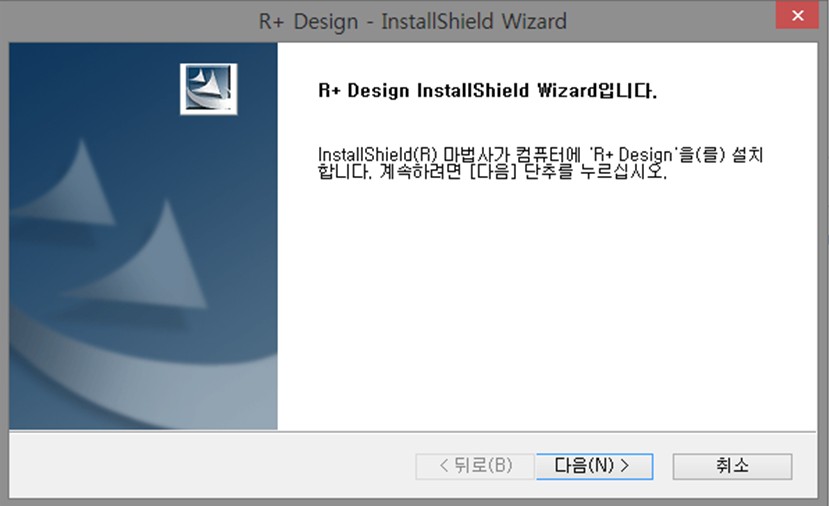 R+ Design - InstallShield Wizard
R+ Design InstallShield Wizard입니다.
InstallShield(R) 마법사가 컴퓨터에 'R+ Design'을(를) 설치
합니다. 계속하려면 [다음] 단추를 누르십시오.
< 뒤로(B) 다음(N) > 취소